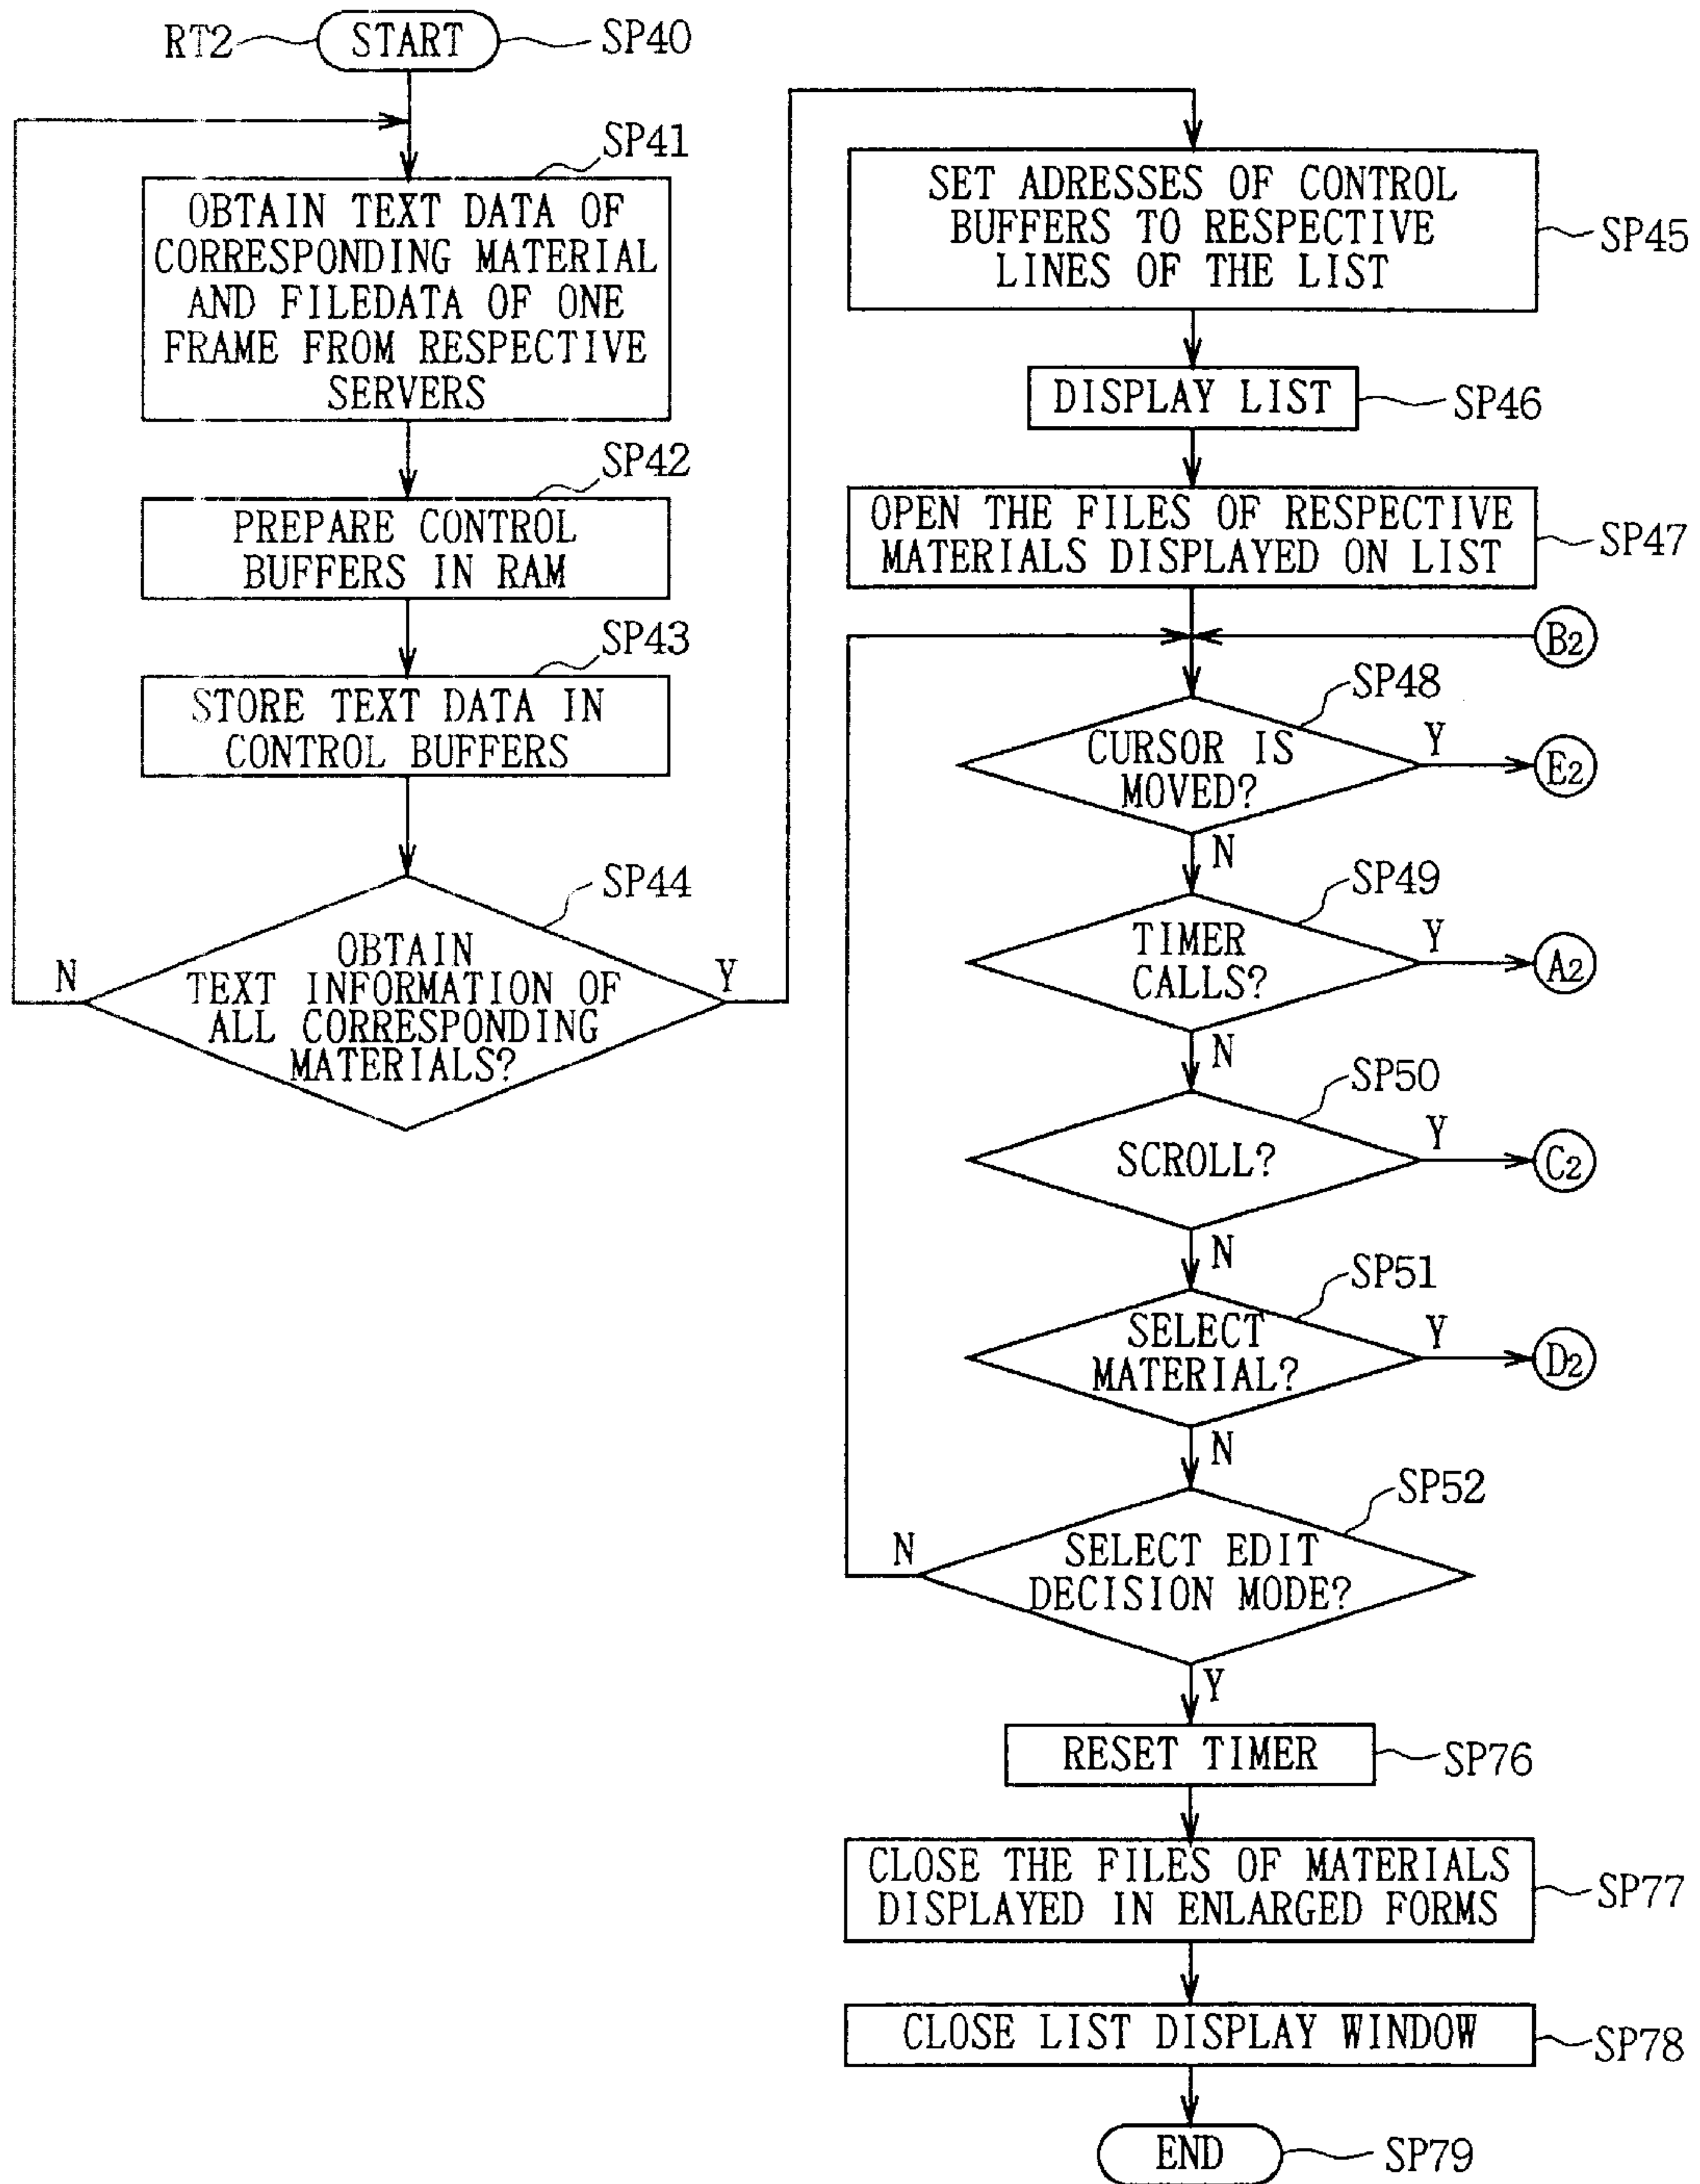 RT2
START
SP40
SP41
OBTAIN TEXT DATA OF
CORRESPONDING MATERIAL
AND FILEDATA OF ONE
FRAME FROM RESPECTIVE
SERVERS
SP42
PREPARE CONTROL
BUFFERS IN RAM
SP43
STORE TEXT DATA IN
CONTROL BUFFERS
SP44
OBTAIN
TEXT INFORMATION OF
ALL CORRESPONDING
MATERIALS?
N
Y
SET ADRESSES OF CONTROL
BUFFERS TO RESPECTIVE
LINES OF THE LIST
SP45
DISPLAY LIST
SP46
OPEN THE FILES OF RESPECTIVE
MATERIALS DISPLAYED ON LIST
SP47
B2
SP48
CURSOR IS
MOVED?
Y
E2
N
SP49
TIMER
CALLS?
Y
A2
N
SP50
SCROLL?
Y
C2
N
SP51
SELECT
MATERIAL?
Y
D2
N
SP52
SELECT EDIT
DECISION MODE?
N
Y
RESET TIMER
SP76
CLOSE THE FILES OF MATERIALS
DISPLAYED IN ENLARGED FORMS
SP77
CLOSE LIST DISPLAY WINDOW
SP78
END
SP79